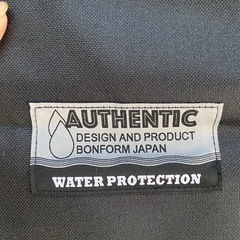 AUTHENTIC
DESIGN AND PRODUCT
BONFORM JAPAN
WATER PROTECTION